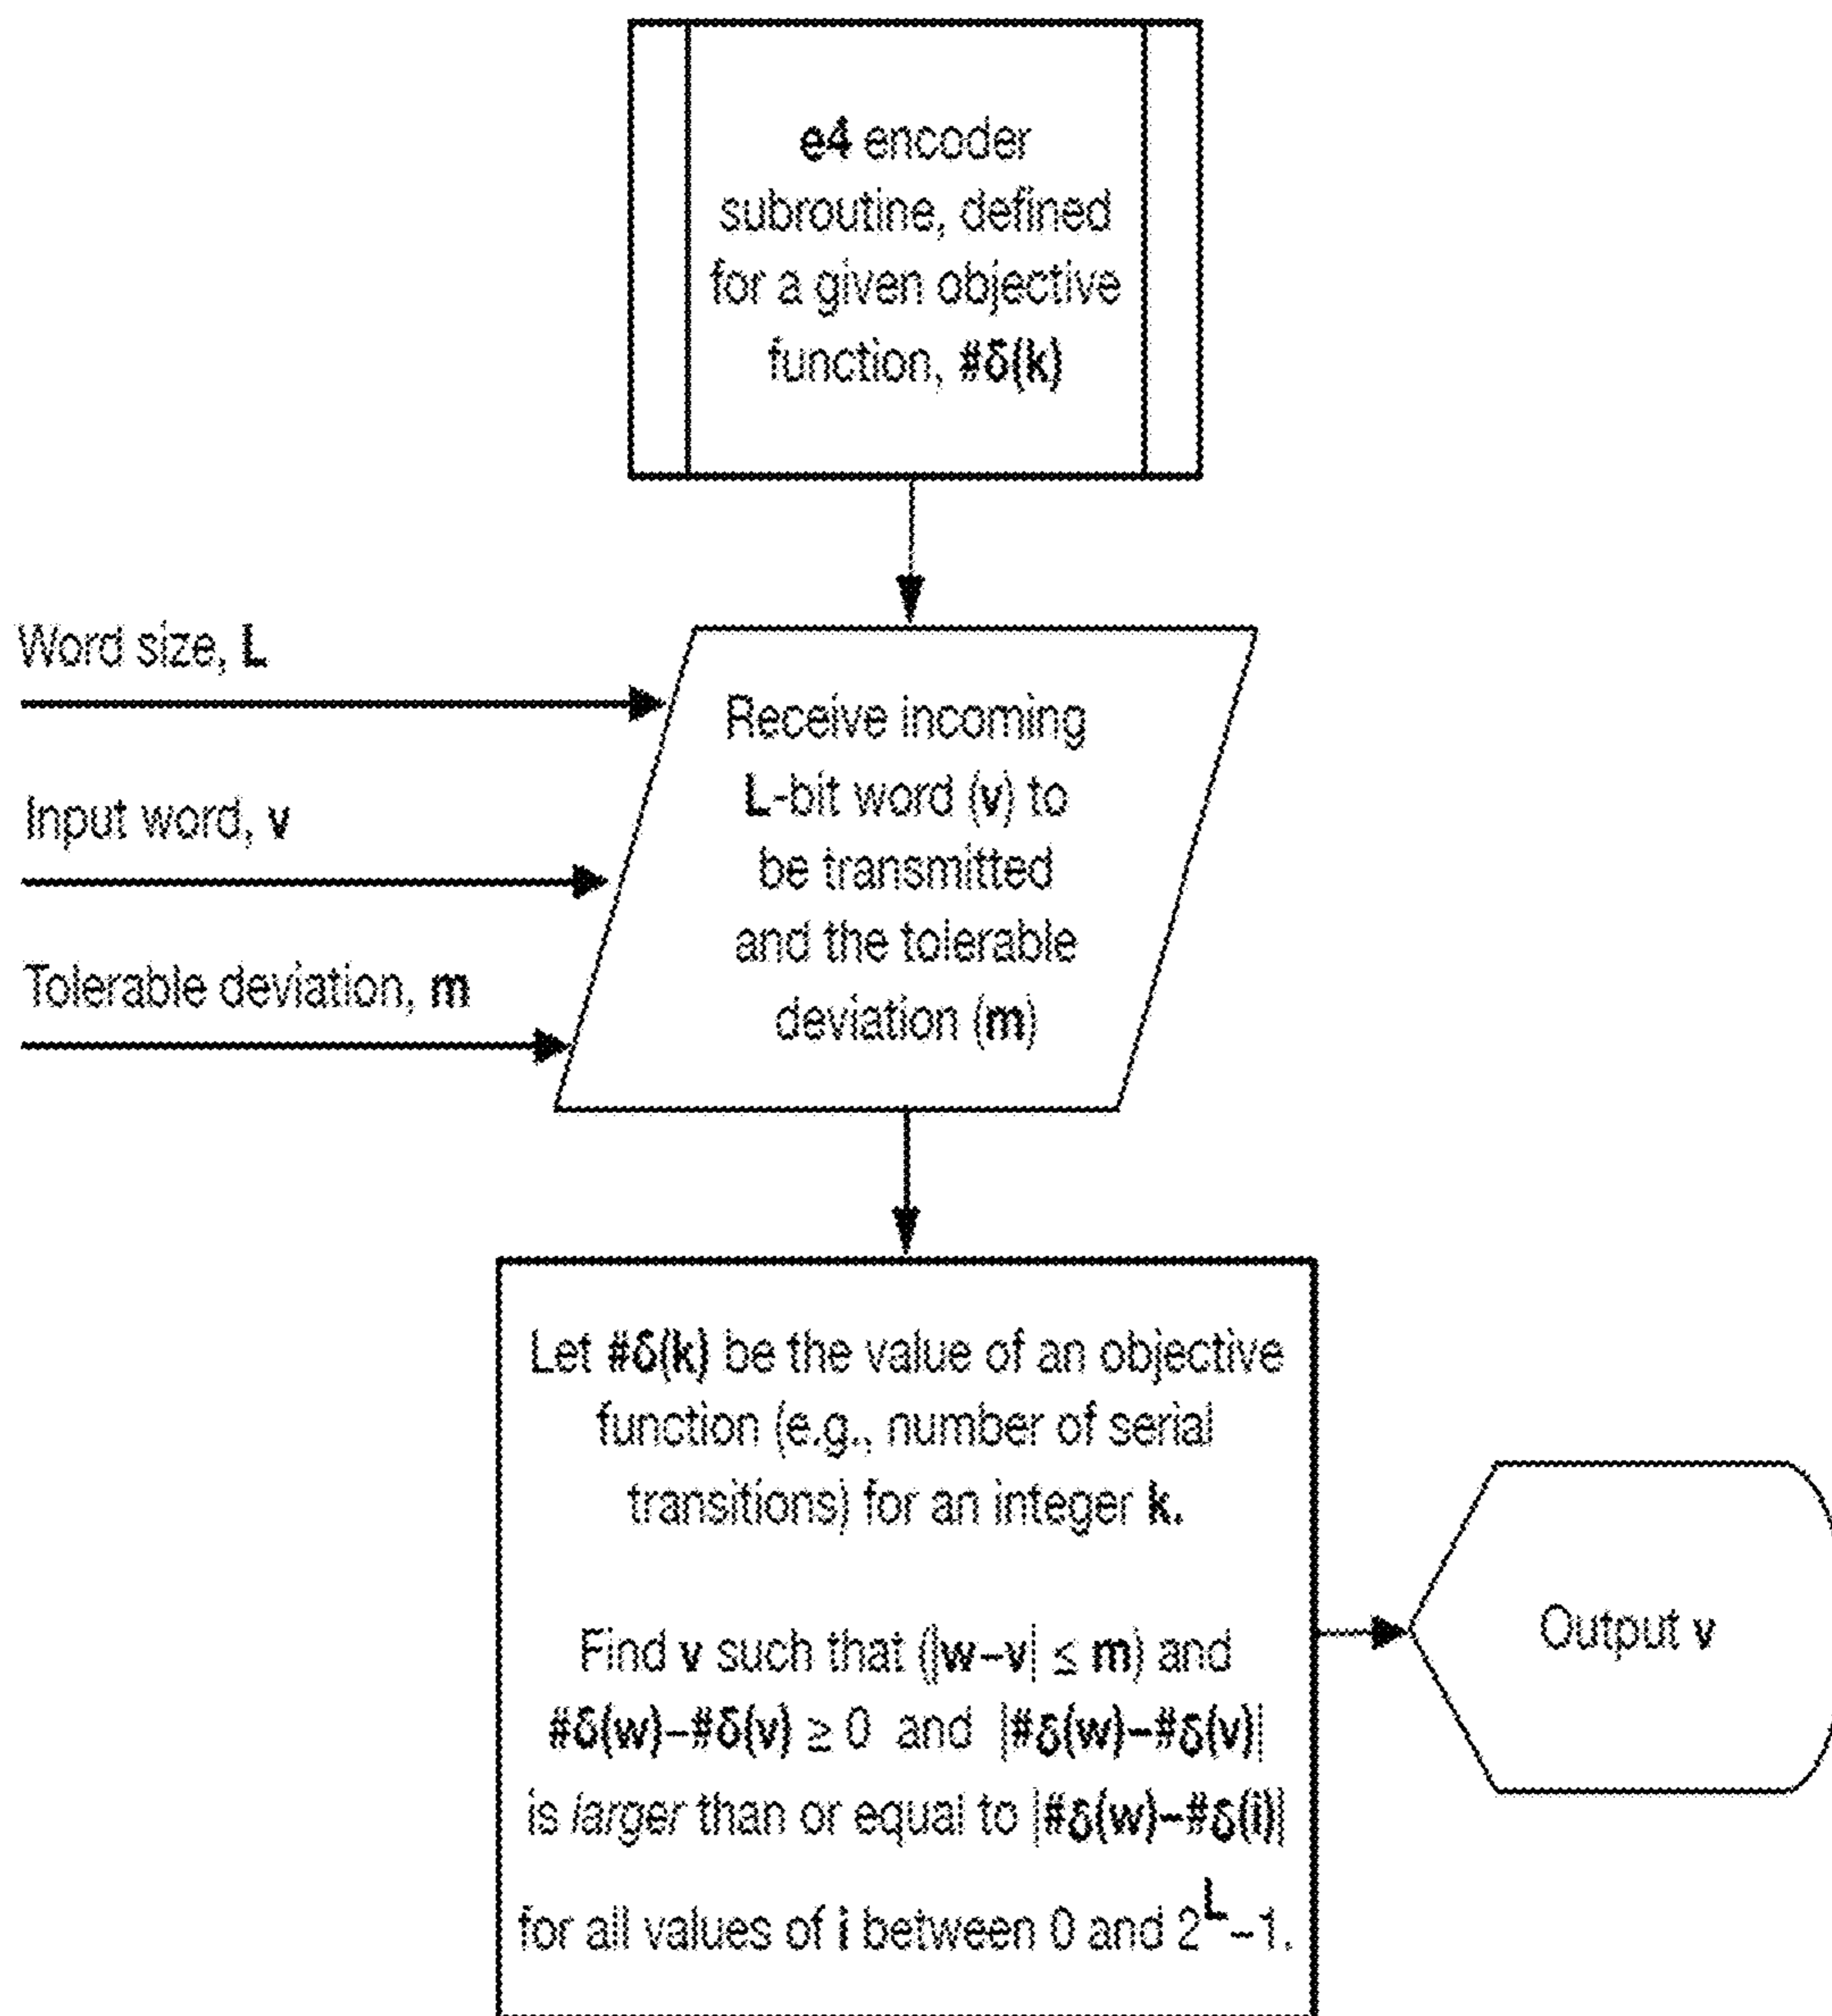 e4 encoder
subroutine, defined
for a given objective
function, #δ(k)
Word size, L
Input word, v
Tolerable deviation, m
Receive incoming
L-bit word (v) to
be transmitted
and the tolerable
deviation (m)
Let #δ(k) be the value of an objective
function (e.g., number of serial
transitions) for an integer k.
Find v such that (|w–v| ≤ m) and
#δ(w)–#δ(v) ≥ 0 and |#δ(w)–#δ(v)|
is larger than or equal to |#δ(w)–#δ(i)|
for all values of i between 0 and 2^L–1.
Output v